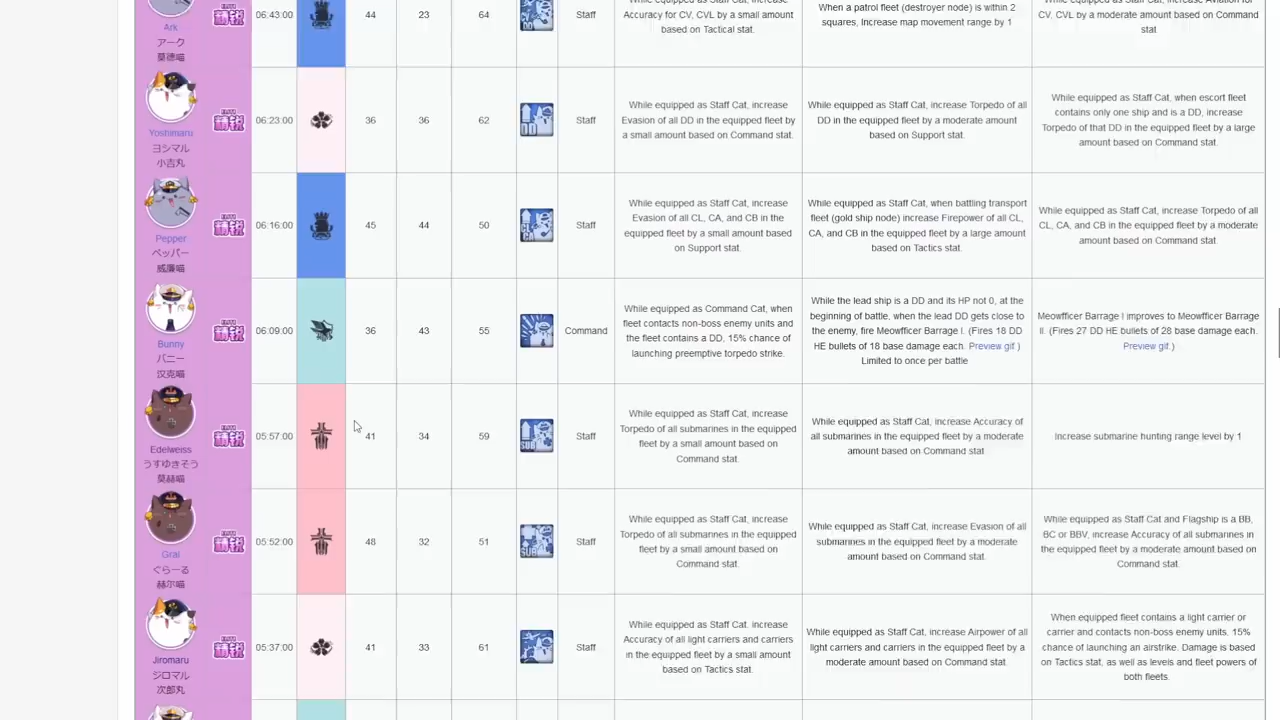 While equipped as Staff Cat, increase
Accuracy for CV, CVL by a small amount
based on Tactical stat.
When a patrol fleet (destroyer node) is within 2
squares, Increase map movement range by 1
While equipped as Staff Cat, increase Aviation for
CV, CVL by a moderate amount based on Command
stat
Ark
アーク
莫德喵
06:43:00
44
23
64
Staff
Yoshimaru
ヨシマル
小吉丸
06:23:00
36
36
62
DD
Staff
While equipped as Staff Cat, increase
Evasion of all DD in the equipped fleet by
a small amount based on Command stat.
While equipped as Staff Cat, increase Torpedo of all
DD in the equipped fleet by a moderate amount
based on Support stat.
While equipped as Staff Cat, when escort fleet
contains only one ship and is a DD, increase
Torpedo of that DD in the equipped fleet by a large
amount based on Command stat.
Pepper
ペッパー
威廉喵
06:16:00
45
44
50
CL
CA
Staff
While equipped as Staff Cat, increase
Evasion of all CL, CA, and CB in the
equipped fleet by a small amount based
on Support stat.
While equipped as Staff Cat, when battling transport
fleet (gold ship node) increase Firepower of all CL,
CA, and CB in the equipped fleet by a large amount
based on Tactics stat.
While equipped as Staff Cat, increase Torpedo of all
CL, CA, and CB in the equipped fleet by a moderate
amount based on Command stat.
Bunny
バニー
汉克喵
06:09:00
36
43
55
Command
While equipped as Command Cat, when
fleet contacts non-boss enemy units and
the fleet contains a DD, 15% chance of
launching preemptive torpedo strike.
While the lead ship is a DD and its HP not 0, at the
beginning of battle, when the lead DD gets close to
the enemy, fire Meowfficer Barrage I. (Fires 18 DD
HE bullets of 18 base damage each. Preview gif.)
Limited to once per battle
Meowfficer Barrage I improves to Meowfficer Barrage
II. (Fires 27 DD HE bullets of 28 base damage each.
Preview gif.)
Edelweiss
うすゆきそう
莫赫喵
05:57:00
41
34
59
SUB
Staff
While equipped as Staff Cat, increase
Torpedo of all submarines in the equipped
fleet by a small amount based on
Command stat.
While equipped as Staff Cat, increase Accuracy of
all submarines in the equipped fleet by a moderate
amount based on Command stat
Increase submarine hunting range level by 1
Gral
ぐらーる
赫尔喵
05:52:00
48
32
51
SUB
Staff
While equipped as Staff Cat, increase
Torpedo of all submarines in the equipped
fleet by a small amount based on
Command stat.
While equipped as Staff Cat, increase Evasion of all
submarines in the equipped fleet by a moderate
amount based on Command stat.
While equipped as Staff Cat and Flagship is a BB,
BC or BBV, increase Accuracy of all submarines in
the equipped fleet by a moderate amount based on
Command stat.
Jiromaru
ジロマル
次郎丸
05:37:00
41
33
61
Staff
While equipped as Staff Cat. increase
Accuracy of all light carriers and carriers
in the equipped fleet by a small amount
based on Tactics stat.
While equipped as Staff Cat, increase Airpower of all
light carriers and carriers in the equipped fleet by a
moderate amount based on Command stat
When equipped fleet contains a light carrier or
carrier and contacts non-boss enemy units, 15%
chance of launching an airstrike. Damage is based
on Tactics stat, as well as levels and fleet powers of
both fleets.